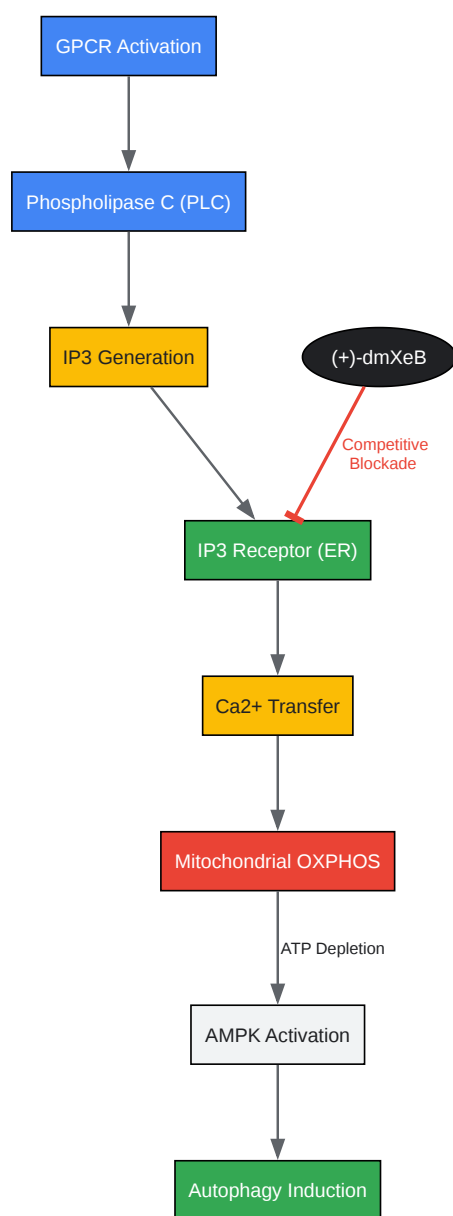 GPCR Activation
Phospholipase C (PLC)
IP3 Generation
(+)-dmXeB
Competitive
Blockade
IP3 Receptor (ER)
Ca2+ Transfer
Mitochondrial OXPHOS
ATP Depletion
AMPK Activation
Autophagy Induction